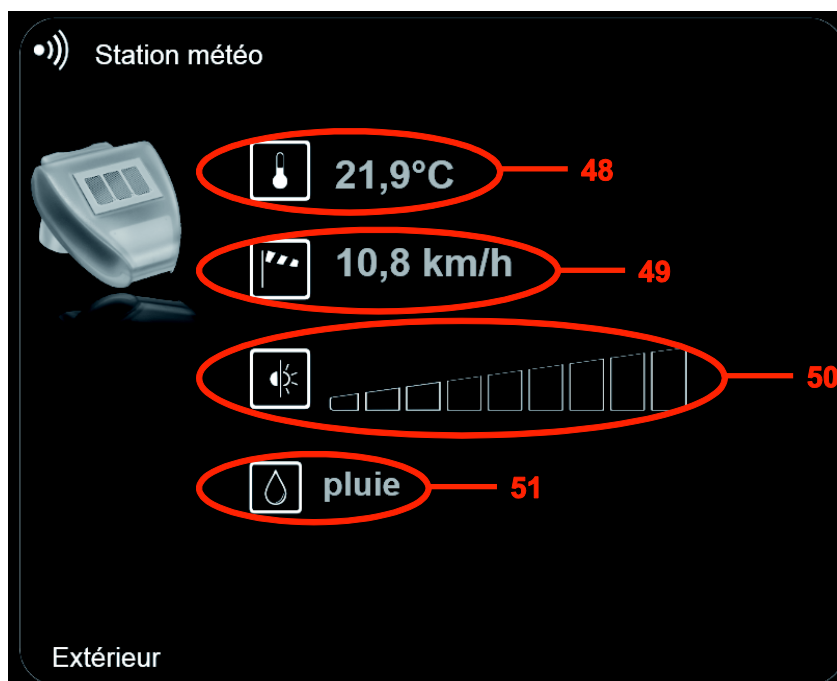 Station météo
21,9°C
48
10,8 km/h
49
50
pluie
51
Extérieur